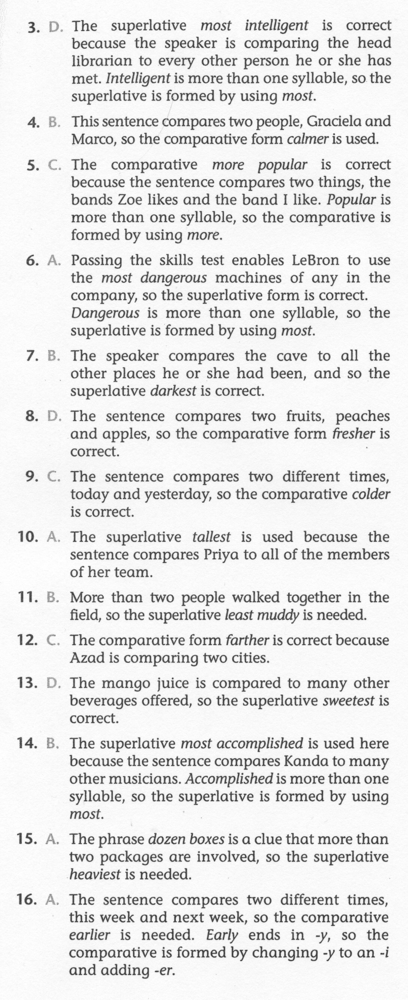 3. D. The superlative most intelligent is correct
because the speaker is comparing the head
librarian to every other person he or she has
met. Intelligent is more than one syllable, so the
superlative is formed by using most.
4. B. This sentence compares two people, Graciela and
Marco, so the comparative form calmer is used.
5. C. The comparative more popular is correct
because the sentence compares two things, the
bands Zoe likes and the band I like. Popular is
more than one syllable, so the comparative is
formed by using more.
6. A. Passing the skills test enables LeBron to use
the most dangerous machines of any in the
company, so the superlative form is correct.
Dangerous is more than one syllable, so the
superlative is formed by using most.
7. B. The speaker compares the cave to all the
other places he or she had been, and so the
superlative darkest is correct.
8. D. The sentence compares two fruits, peaches
and apples, so the comparative form fresher is
correct.
9. C. The sentence compares two different times,
today and yesterday, so the comparative colder
is correct.
10. A. The superlative tallest is used because the
sentence compares Priya to all of the members
of her team.
11. B. More than two people walked together in the
field, so the superlative least muddy is needed.
12. C. The comparative form farther is correct because
Azad is comparing two cities.
13. D. The mango juice is compared to many other
beverages offered, so the superlative sweetest is
correct.
14. B. The superlative most accomplished is used here
because the sentence compares Kanda to many
other musicians. Accomplished is more than one
syllable, so the superlative is formed by using
most.
15. A. The phrase dozen boxes is a clue that more than
two packages are involved, so the superlative
heaviest is needed.
16. A. The sentence compares two different times,
this week and next week, so the comparative
earlier is needed. Early ends in -y, so the
comparative is formed by changing -y to an -i
and adding -er.